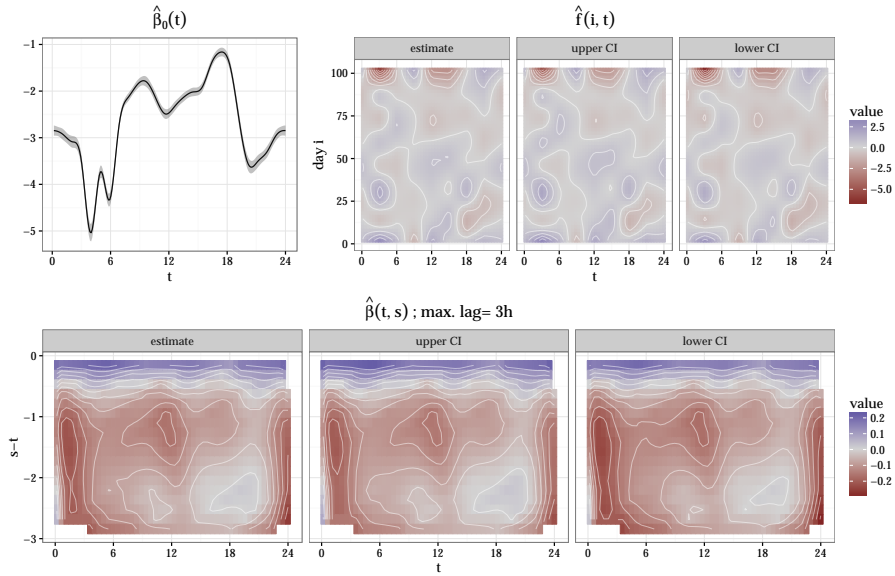 β̂₀(t)
−1
−2
−3
−4
−5
0 6 12 18 24
t
f̂(i, t)
estimate upper CI lower CI
day i
100
75
50
25
0
0 6 12 18 24 0 6 12 18 24 0 6 12 18 24
t
value
2.5
0.0
−2.5
−5.0
β̂(t, s) ; max. lag= 3h
estimate upper CI lower CI
s−t
0
−1
−2
−3
0 6 12 18 24 0 6 12 18 24 0 6 12 18 24
t
value
0.2
0.1
0.0
−0.1
−0.2